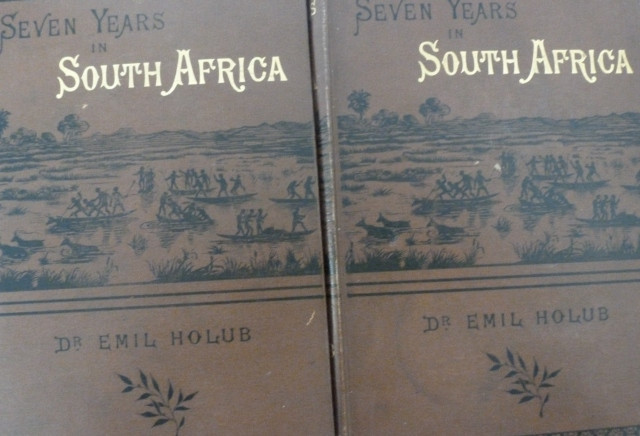 SEVEN YEARS
IN
SOUTH AFRICA
DR EMIL HOLUB
SEVEN YEARS
IN
SOUTH AFRICA
DR EMIL HOLUB